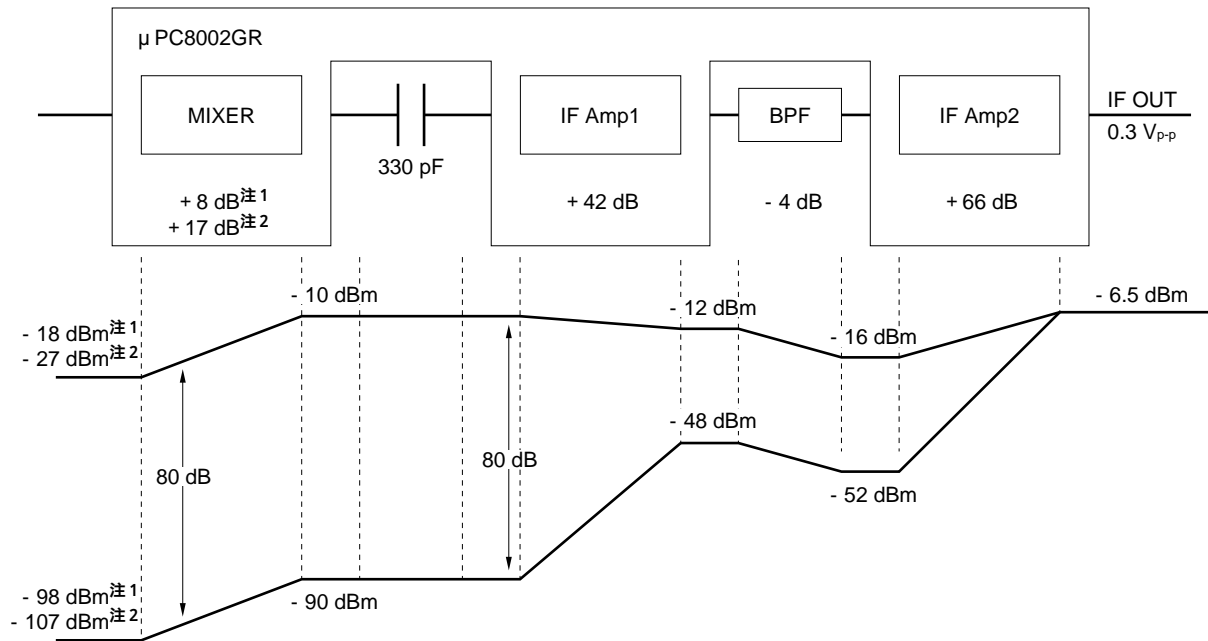 μ PC8002GR
MIXER
330 pF
IF Amp1
BPF
IF Amp2
IF OUT
0.3 Vp-p
+ 8 dB注1
+ 17 dB注2
+ 42 dB
- 4 dB
+ 66 dB
- 18 dBm注1
- 27 dBm注2
- 10 dBm
- 12 dBm
- 16 dBm
- 6.5 dBm
80 dB
80 dB
- 48 dBm
- 52 dBm
- 98 dBm注1
- 107 dBm注2
- 90 dBm